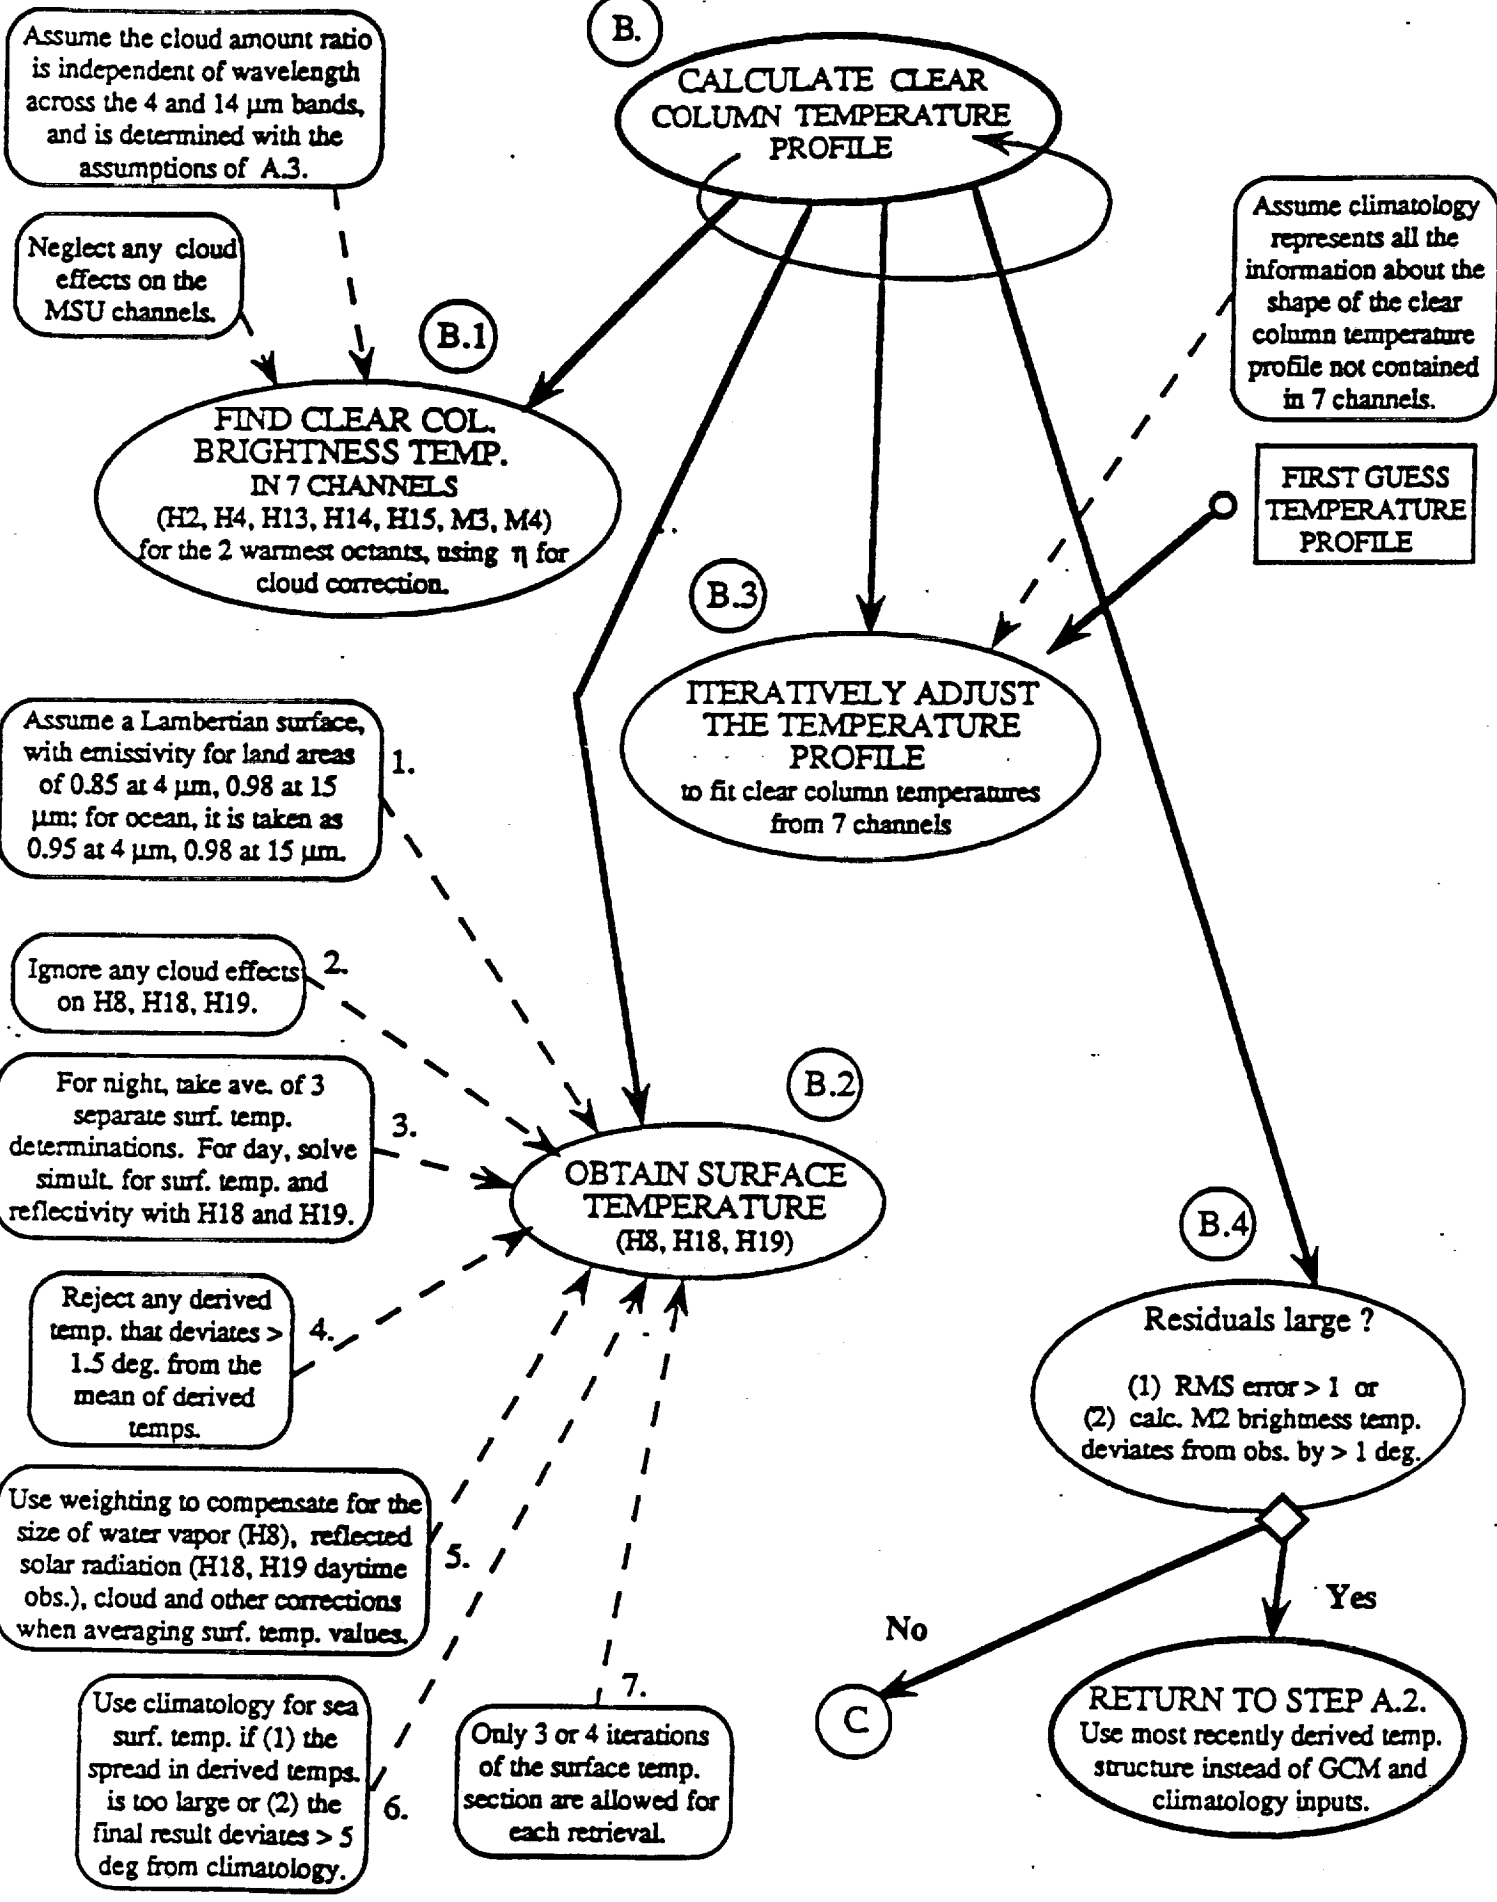 Assume the cloud amount ratio
is independent of wavelength
across the 4 and 14 µm bands,
and is determined with the
assumptions of A.3.
B.
CALCULATE CLEAR
COLUMN TEMPERATURE
PROFILE
Neglect any cloud
effects on the
MSU channels.
B.1
FIND CLEAR COL.
BRIGHTNESS TEMP.
IN 7 CHANNELS
(H2, H4, H13, H14, H15, M3, M4)
for the 2 warmest octants, using η for
cloud correction.
Assume climatology
represents all the
information about the
shape of the clear
column temperature
profile not contained
in 7 channels.
FIRST GUESS
TEMPERATURE
PROFILE
B.3
ITERATIVELY ADJUST
THE TEMPERATURE
PROFILE
to fit clear column temperatures
from 7 channels
Assume a Lambertian surface,
with emissivity for land areas
of 0.85 at 4 µm, 0.98 at 15
µm; for ocean, it is taken as
0.95 at 4 µm, 0.98 at 15 µm.
1.
Ignore any cloud effects
on H8, H18, H19.
2.
For night, take ave. of 3
separate surf. temp.
determinations. For day, solve
simult. for surf. temp. and
reflectivity with H18 and H19.
3.
B.2
OBTAIN SURFACE
TEMPERATURE
(H8, H18, H19)
Reject any derived
temp. that deviates >
1.5 deg. from the
mean of derived
temps.
4.
Use weighting to compensate for the
size of water vapor (H8), reflected
solar radiation (H18, H19 daytime
obs.), cloud and other corrections
when averaging surf. temp. values.
5.
Use climatology for sea
surf. temp. if (1) the
spread in derived temps.
is too large or (2) the
final result deviates > 5
deg from climatology.
6.
7.
Only 3 or 4 iterations
of the surface temp.
section are allowed for
each retrieval.
B.4
Residuals large ?
(1) RMS error > 1 or
(2) calc. M2 brightness temp.
deviates from obs. by > 1 deg.
No
Yes
C
RETURN TO STEP A.2.
Use most recently derived temp.
structure instead of GCM and
climatology inputs.